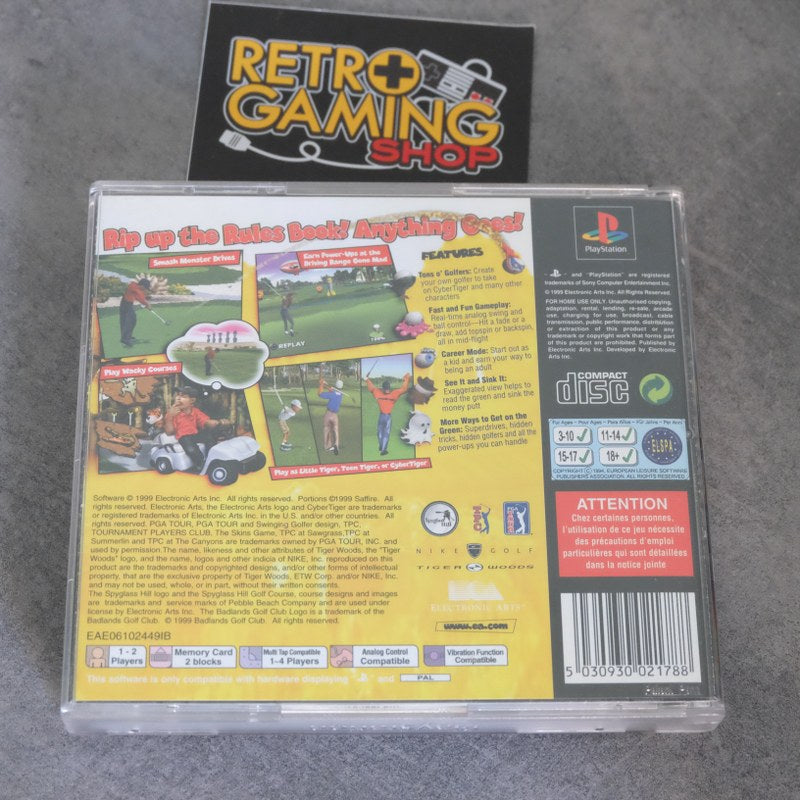 RETRO
GAMING
SHOP
Rip up the Rules Book! Anything Goes!
Smash Monster Drives
Earn Power-Ups at the
Driving Range Gone Mad
REPLAY
Play Wacky Courses
Play as Little Tiger, Teen Tiger, or CyberTiger
FEATURES
Tons o' Golfers: Create
your own golfer to take
on CyberTiger and many other
characters
Fast and Fun Gameplay:
Real-time analog swing and
ball control—Hit a fade or a
draw, add topspin or backspin,
all in mid-flight
Career Mode: Start out as
a kid and earn your way to
being an adult
See It and Sink It:
Exaggerated view helps to
read the green and sink the
money putt
More Ways to Get on the
Green: Superdrives, hidden
tricks, hidden golfers and all the
power-ups you can handle
PlayStation
and "PlayStation" are registered
trademarks of Sony Computer Entertainment Inc.
© 1999 Electronic Arts Inc. All Rights Reserved.
FOR HOME USE ONLY. Unauthorised copying,
adaptation, rental, lending, re-sale, arcade
use, charging for use, broadcast, cable
transmission, public performance, distribution
or extraction of this product or any
trademark or copyright work that forms part
of this product are prohibited. Published by
Electronic Arts Inc. Developed by Electronic
Arts Inc.
COMPACT
disc
3-10
11-14
15-17
18+
ELSPA
COPYRIGHT © 1994, EUROPEAN LEISURE SOFTWARE
PUBLISHERS ASSOCIATION. ALL RIGHTS RESERVED
ATTENTION
Chez certaines personnes,
l'utilisation de ce jeu nécessite
des précautions d'emploi
particulières qui sont détaillées
dans la notice jointe
5 030930 021788
Software © 1999 Electronic Arts Inc. All rights reserved. Portions ©1999 Saffire. All
rights reserved. Electronic Arts, the Electronic Arts logo and CyberTiger are trademarks
or registered trademarks of Electronic Arts Inc. in the U.S. and/or other countries. All
rights reserved. PGA TOUR, PGA TOUR and Swinging Golfer design, TPC,
TOURNAMENT PLAYERS CLUB, The Skins Game, TPC at Sawgrass,TPC at
Summerlin and TPC at The Canyons are trademarks owned by PGA TOUR, INC. and
used by permission.The name, likeness and other attributes of Tiger Woods, the "Tiger
Woods" logo, and the logos and other indicia of NIKE, Inc. reproduced on this
product are the trademarks and copyrighted designs, and/or other forms of intellectual
property, that are the exclusive property of Tiger Woods, ETW Corp. and/or NIKE, Inc.
and may not be used, whole, or in part, without their written consents.
The Spyglass Hill logo and the Spyglass Hill Golf Course, course designs and images
are trademarks and service marks of Pebble Beach Company and are used under
license by Electronic Arts Inc. The Badlands Golf Club Logo is a trademark of the
Badlands Golf Club. © 1999 Badlands Golf Club. All rights reserved.
EAE06102449IB
PGA TOUR
NIKE GOLF
TIGER WOODS
ELECTRONIC ARTS
www.ea.com
1 - 2
Players
Memory Card
2 blocks
Multi Tap Compatible
1~4 Players
Analog Control
Compatible
Vibration Function
Compatible
This software is only compatible with hardware displaying and PAL